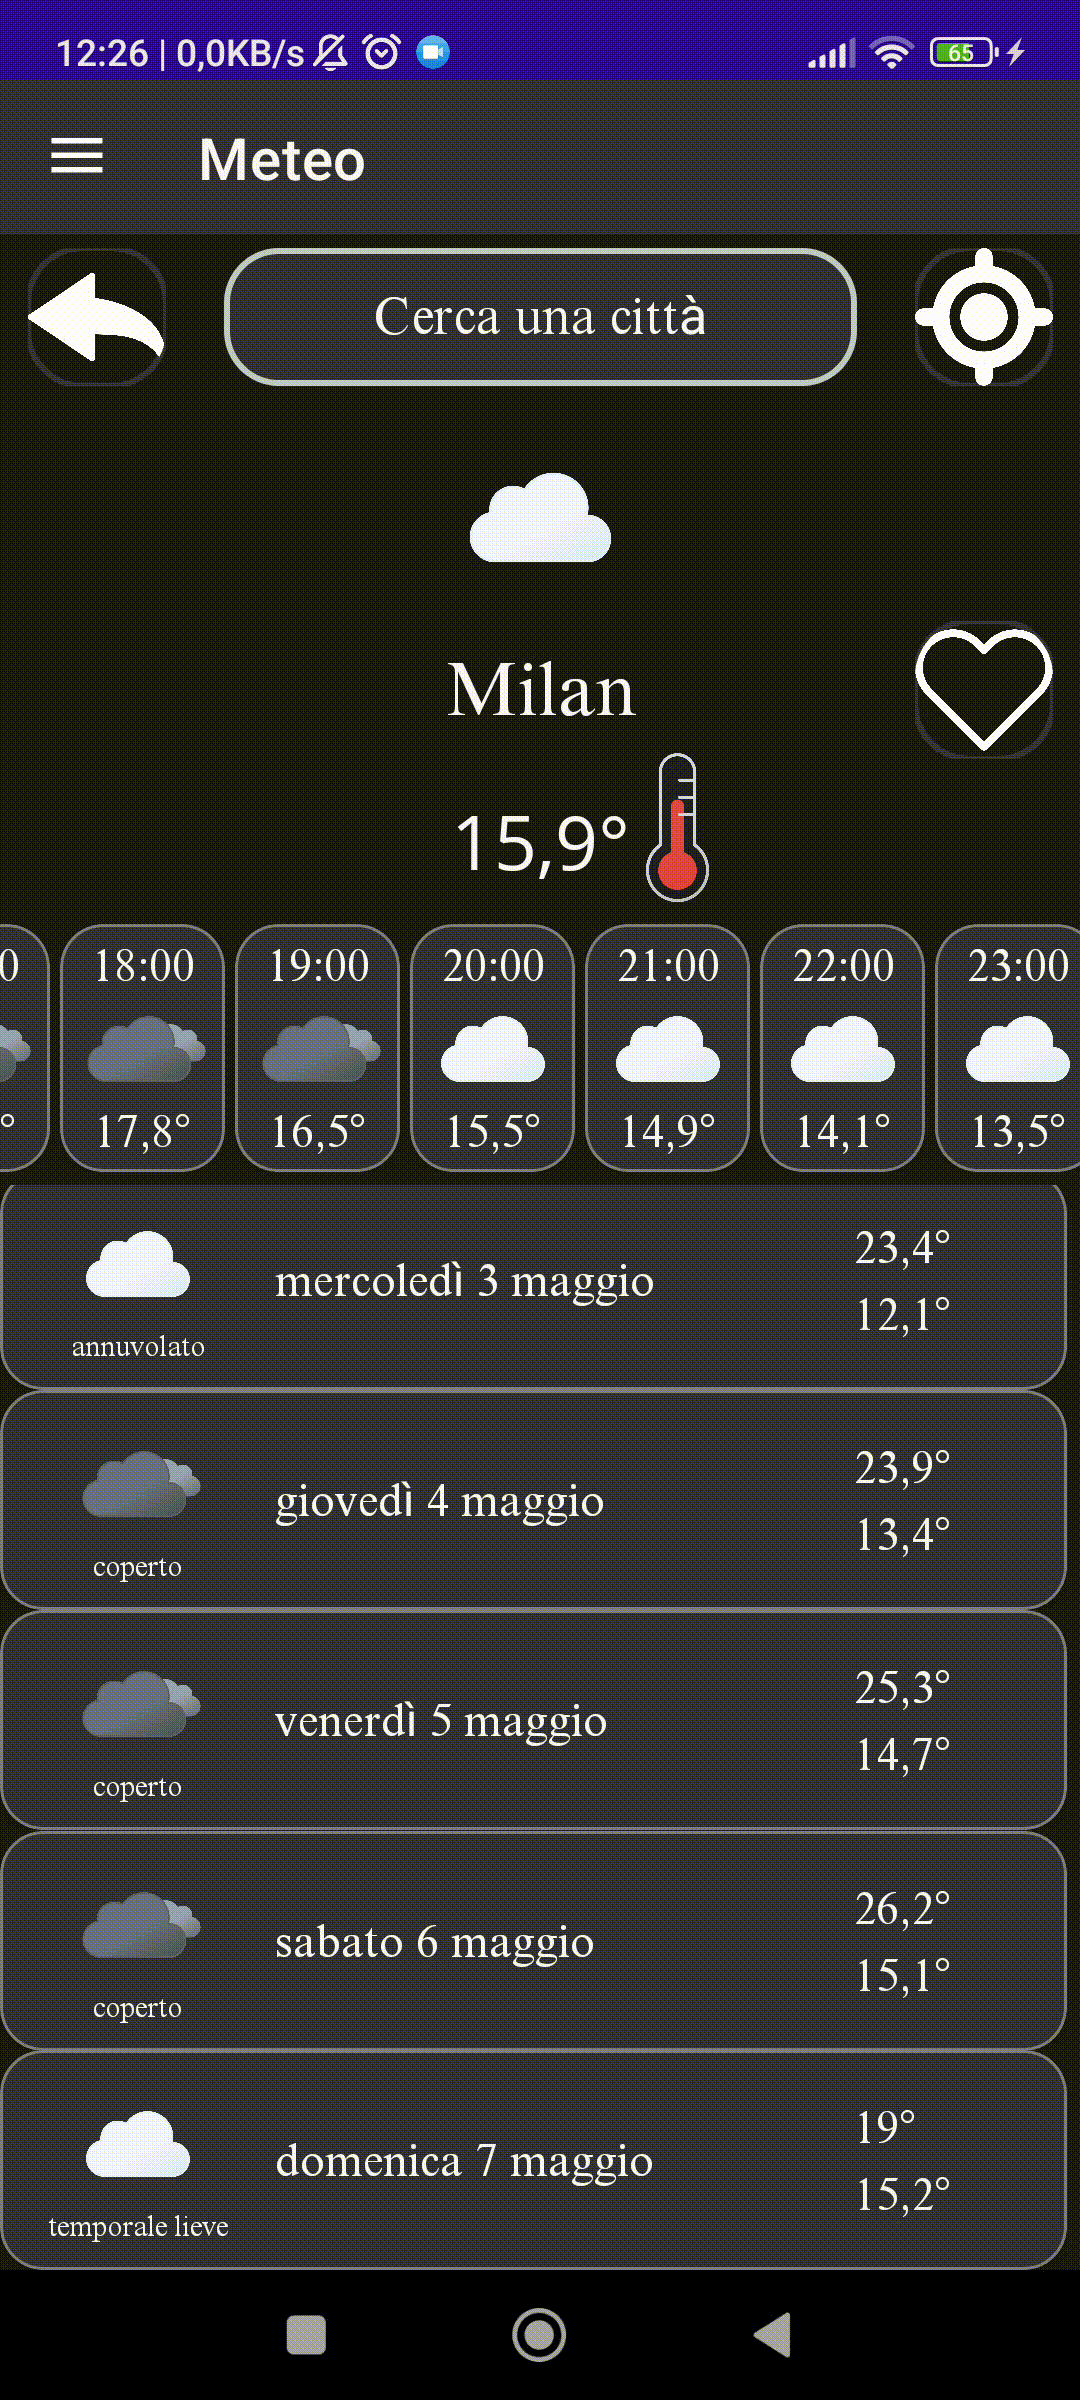 12:26 | 0,0KB/s
65
Meteo
Cerca una città
Milan
15,9°
0 18:00 19:00 20:00 21:00 22:00 23:00
° 17,8° 16,5° 15,5° 14,9° 14,1° 13,5°
23,4°
mercoledì 3 maggio
12,1°
annuvolato
23,9°
giovedì 4 maggio
13,4°
coperto
25,3°
venerdì 5 maggio
14,7°
coperto
26,2°
sabato 6 maggio
15,1°
coperto
19°
domenica 7 maggio
15,2°
temporale lieve